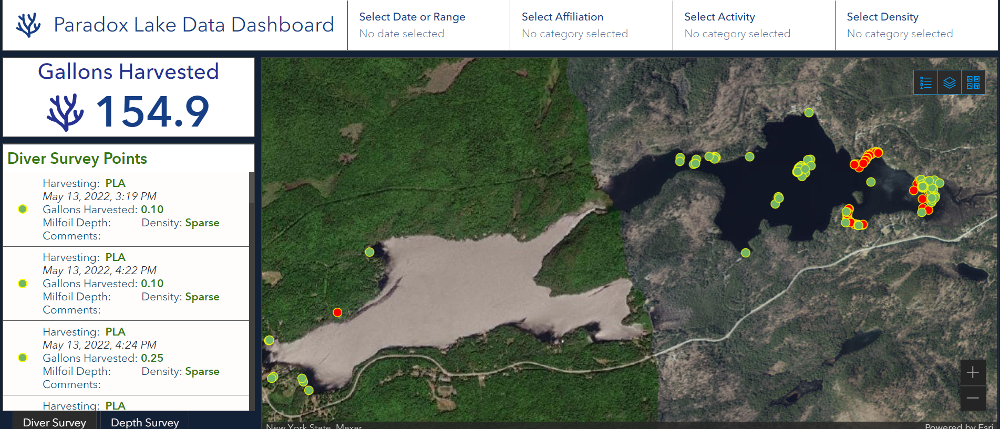 Paradox Lake Data Dashboard
Select Date or Range
No date selected
Select Affiliation
No category selected
Select Activity
No category selected
Select Density
No category selected
Gallons Harvested
154.9
Diver Survey Points
Harvesting: PLA
May 13, 2022, 3:19 PM
Gallons Harvested: 0.10
Milfoil Depth: Density: Sparse
Comments:
Harvesting: PLA
May 13, 2022, 4:22 PM
Gallons Harvested: 0.10
Milfoil Depth: Density: Sparse
Comments:
Harvesting: PLA
May 13, 2022, 4:24 PM
Gallons Harvested: 0.25
Milfoil Depth: Density: Sparse
Comments:
Harvesting: PLA
Diver Survey
Depth Survey
New York State, Maxar
Powered by Esri